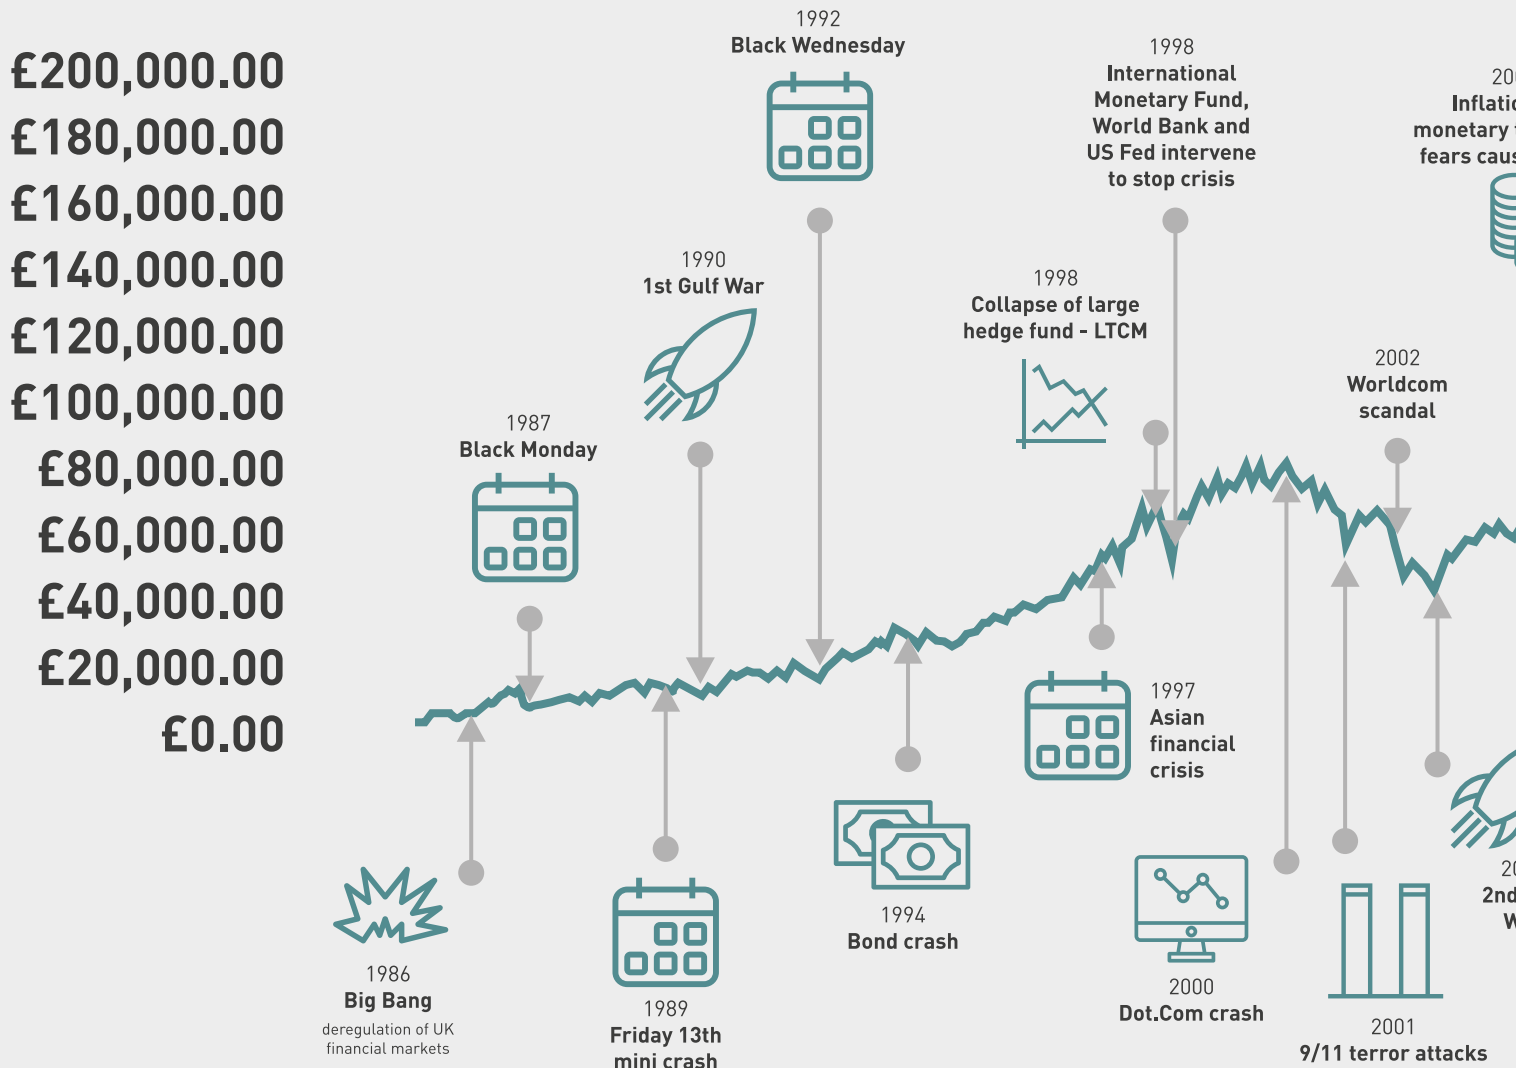 £200,000.00
£180,000.00
£160,000.00
£140,000.00
£120,000.00
£100,000.00
£80,000.00
£60,000.00
£40,000.00
£20,000.00
£0.00
1986
Big Bang
deregulation of UK
financial markets
1987
Black Monday
1989
Friday 13th
mini crash
1990
1st Gulf War
1992
Black Wednesday
1994
Bond crash
1997
Asian
financial
crisis
1998
Collapse of large
hedge fund - LTCM
1998
International
Monetary Fund,
World Bank and
US Fed intervene
to stop crisis
2000
Dot.Com crash
2001
9/11 terror attacks
2002
Worldcom
scandal
2nd
monetary
fears